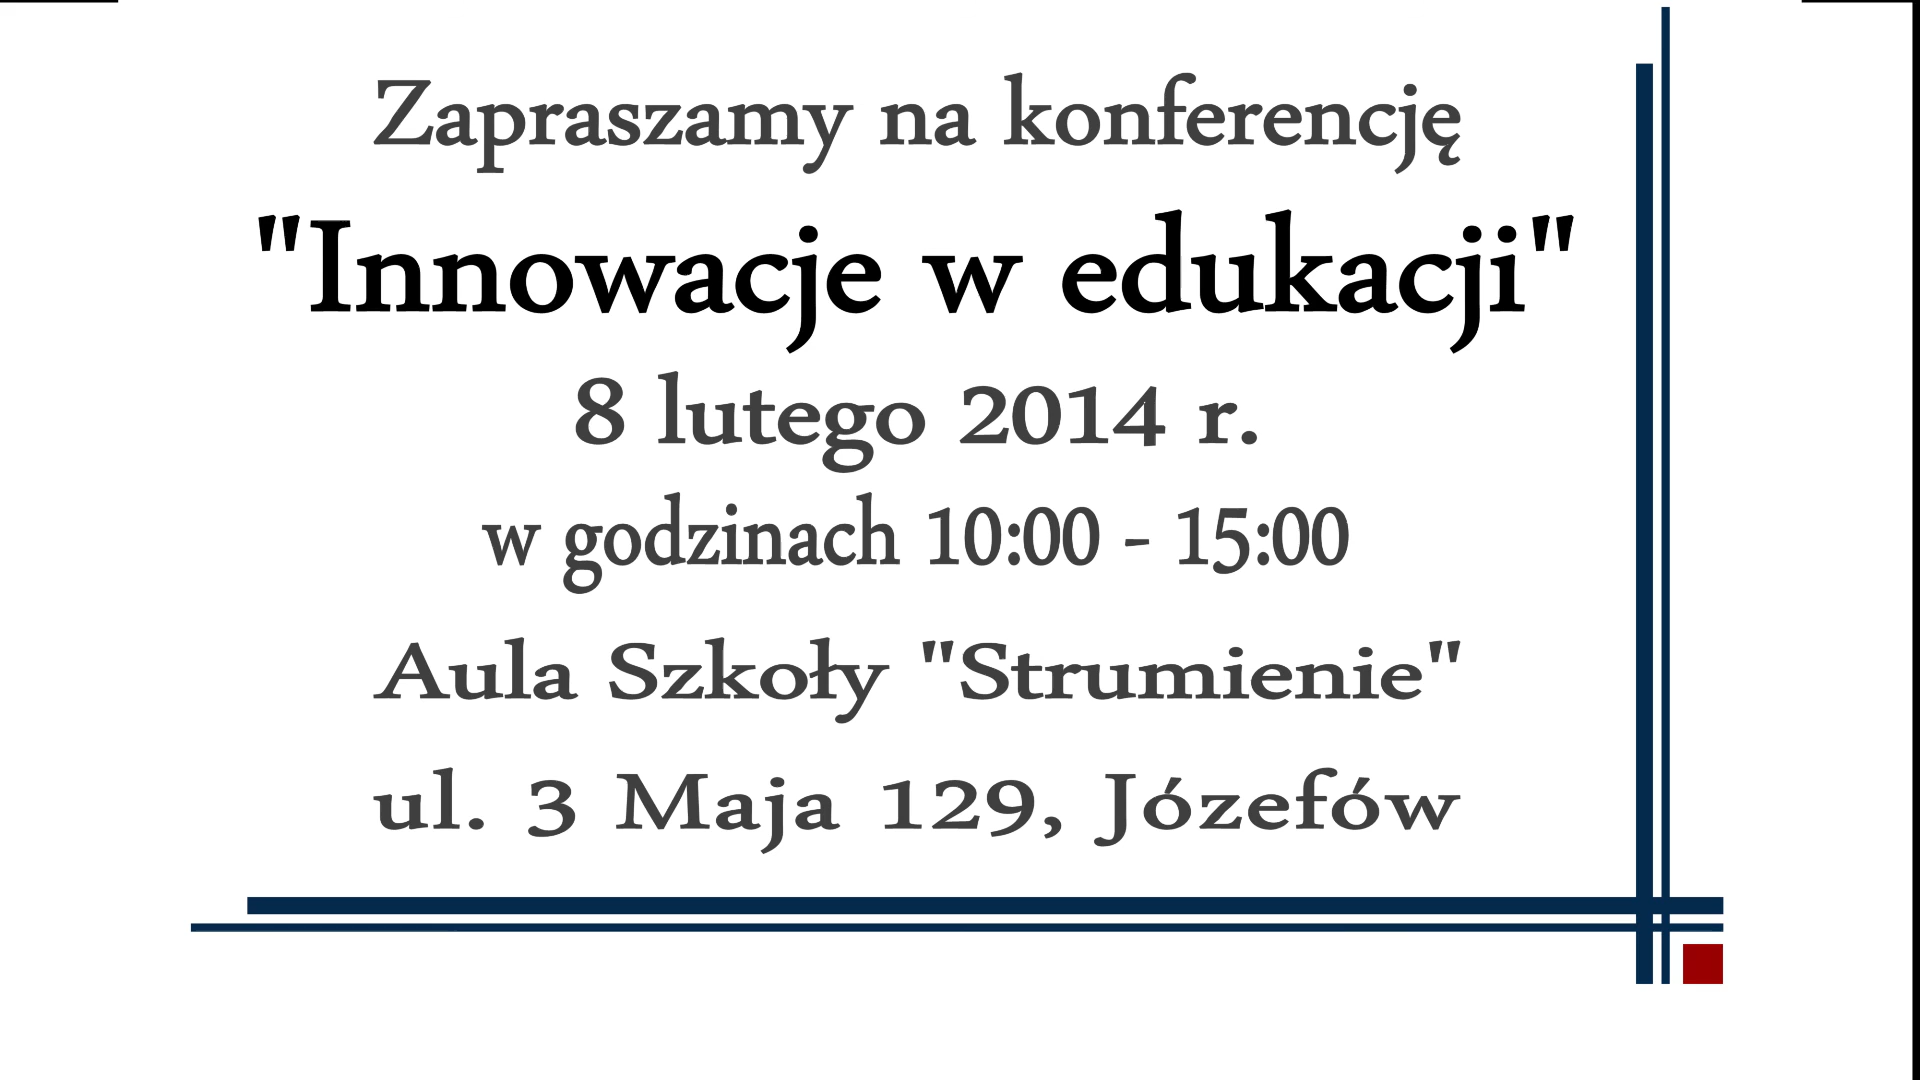 Zapraszamy na konferencję
"Innowacje w edukacji"
8 lutego 2014 r.
w godzinach 10:00 - 15:00
Aula Szkoły "Strumienie"
ul. 3 Maja 129, Józefów